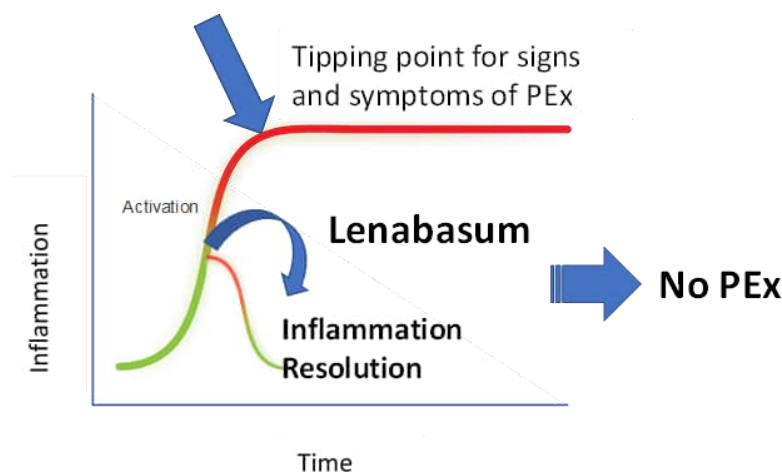 Tipping point for signs
and symptoms of PEx
Activation
Lenabasum
No PEx
Inflammation
Resolution
Inflammation
Time